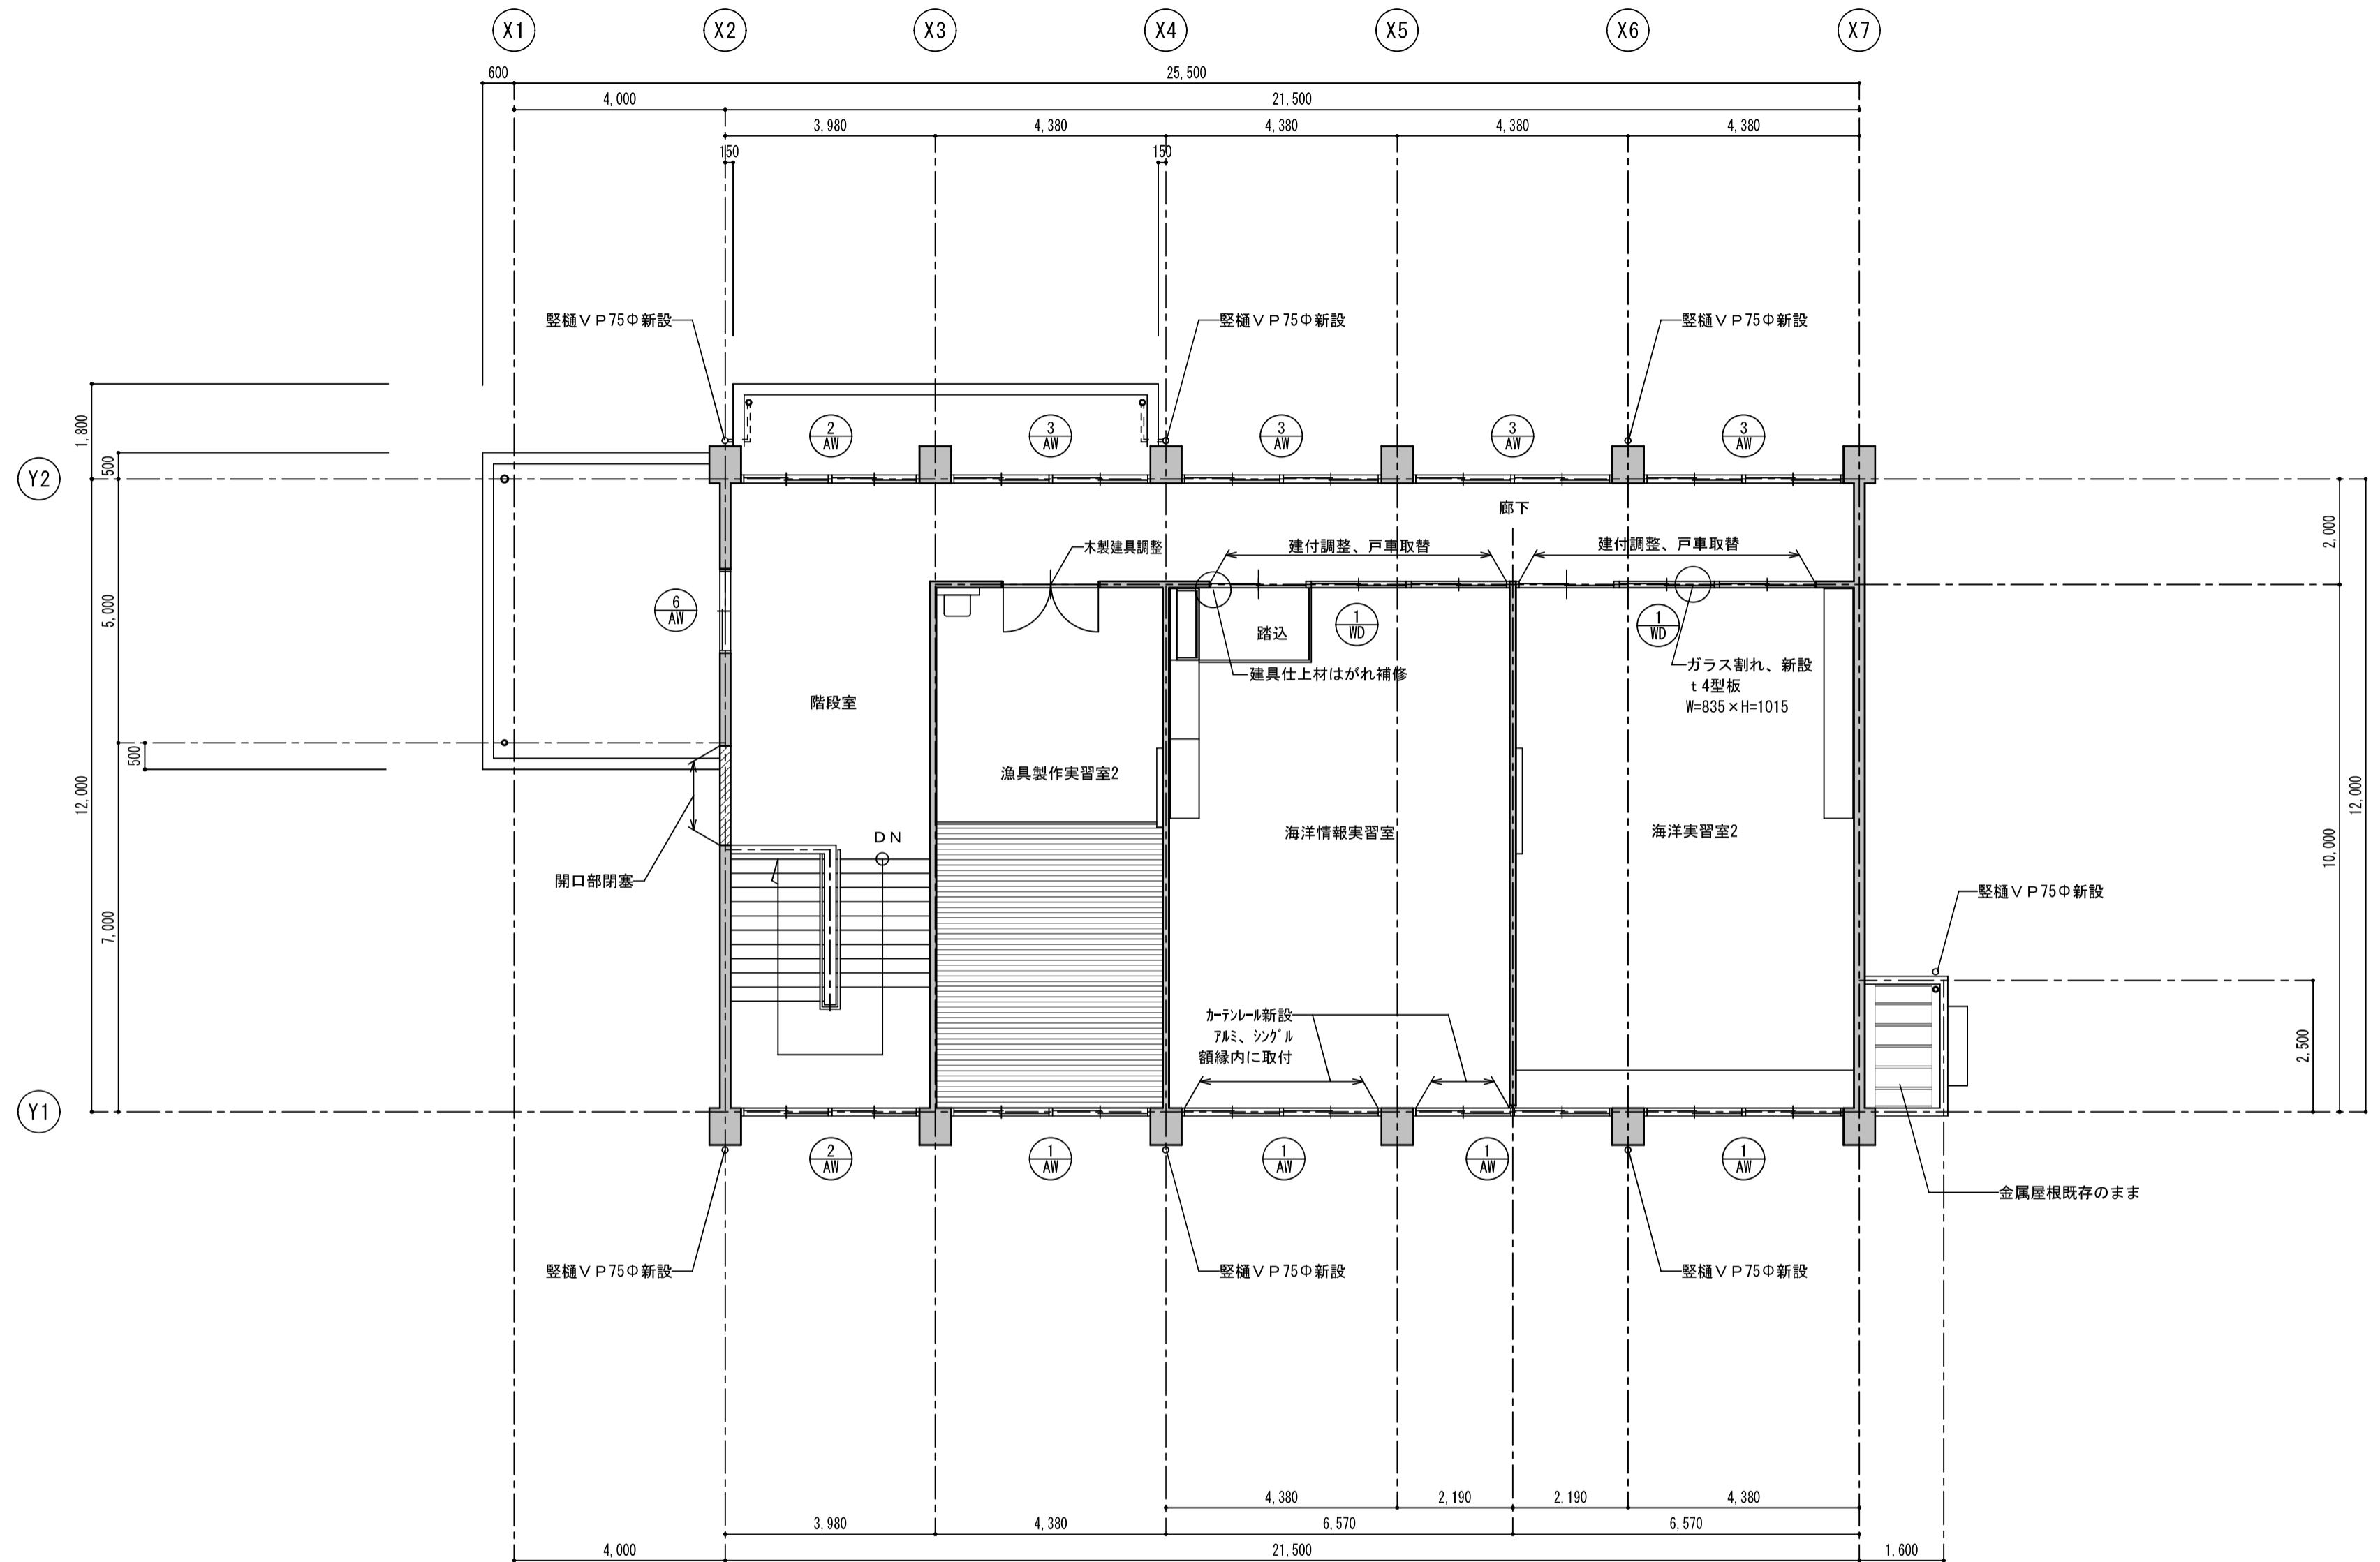 X1
X2
X3
X4
X5
X6
X7
600
25,500
4,000
21,500
3,980
4,380
4,380
4,380
4,380
150
150
竪樋ＶＰ75Φ新設
竪樋ＶＰ75Φ新設
竪樋ＶＰ75Φ新設
1,800
500
2
AW
3
AW
3
AW
3
AW
3
AW
Y2
廊下
木製建具調整
建付調整、戸車取替
建付調整、戸車取替
2,000
5,000
6
AW
踏込
1
WD
1
WD
建具仕上材はがれ補修
ガラス割れ、新設
ｔ4型板
W=835×H=1015
階段室
500
漁具製作実習室2
12,000
12,000
海洋情報実習室
海洋実習室2
ＤＮ
10,000
開口部閉塞
竪樋ＶＰ75Φ新設
7,000
ｶｰﾃﾝﾚｰﾙ新設
ｱﾙﾐ、ｼﾝｸﾞﾙ
額縁内に取付
2,500
Y1
2
AW
1
AW
1
AW
1
AW
1
AW
金属屋根既存のまま
竪樋ＶＰ75Φ新設
竪樋ＶＰ75Φ新設
竪樋ＶＰ75Φ新設
4,380
2,190
2,190
4,380
3,980
4,380
6,570
6,570
4,000
21,500
1,600